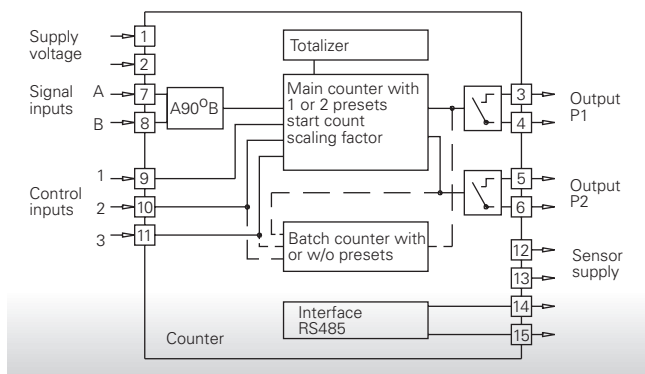 Supply
voltage
1
2
Signal
inputs
A
B
7
8
A90ºB
Totalizer
Main counter with
1 or 2 presets
start count
scaling factor
3
4
Output
P1
Control
inputs
1
2
3
9
10
11
5
6
Output
P2
Batch counter with
or w/o presets
12
13
Sensor
supply
Interface
RS485
14
15
Counter